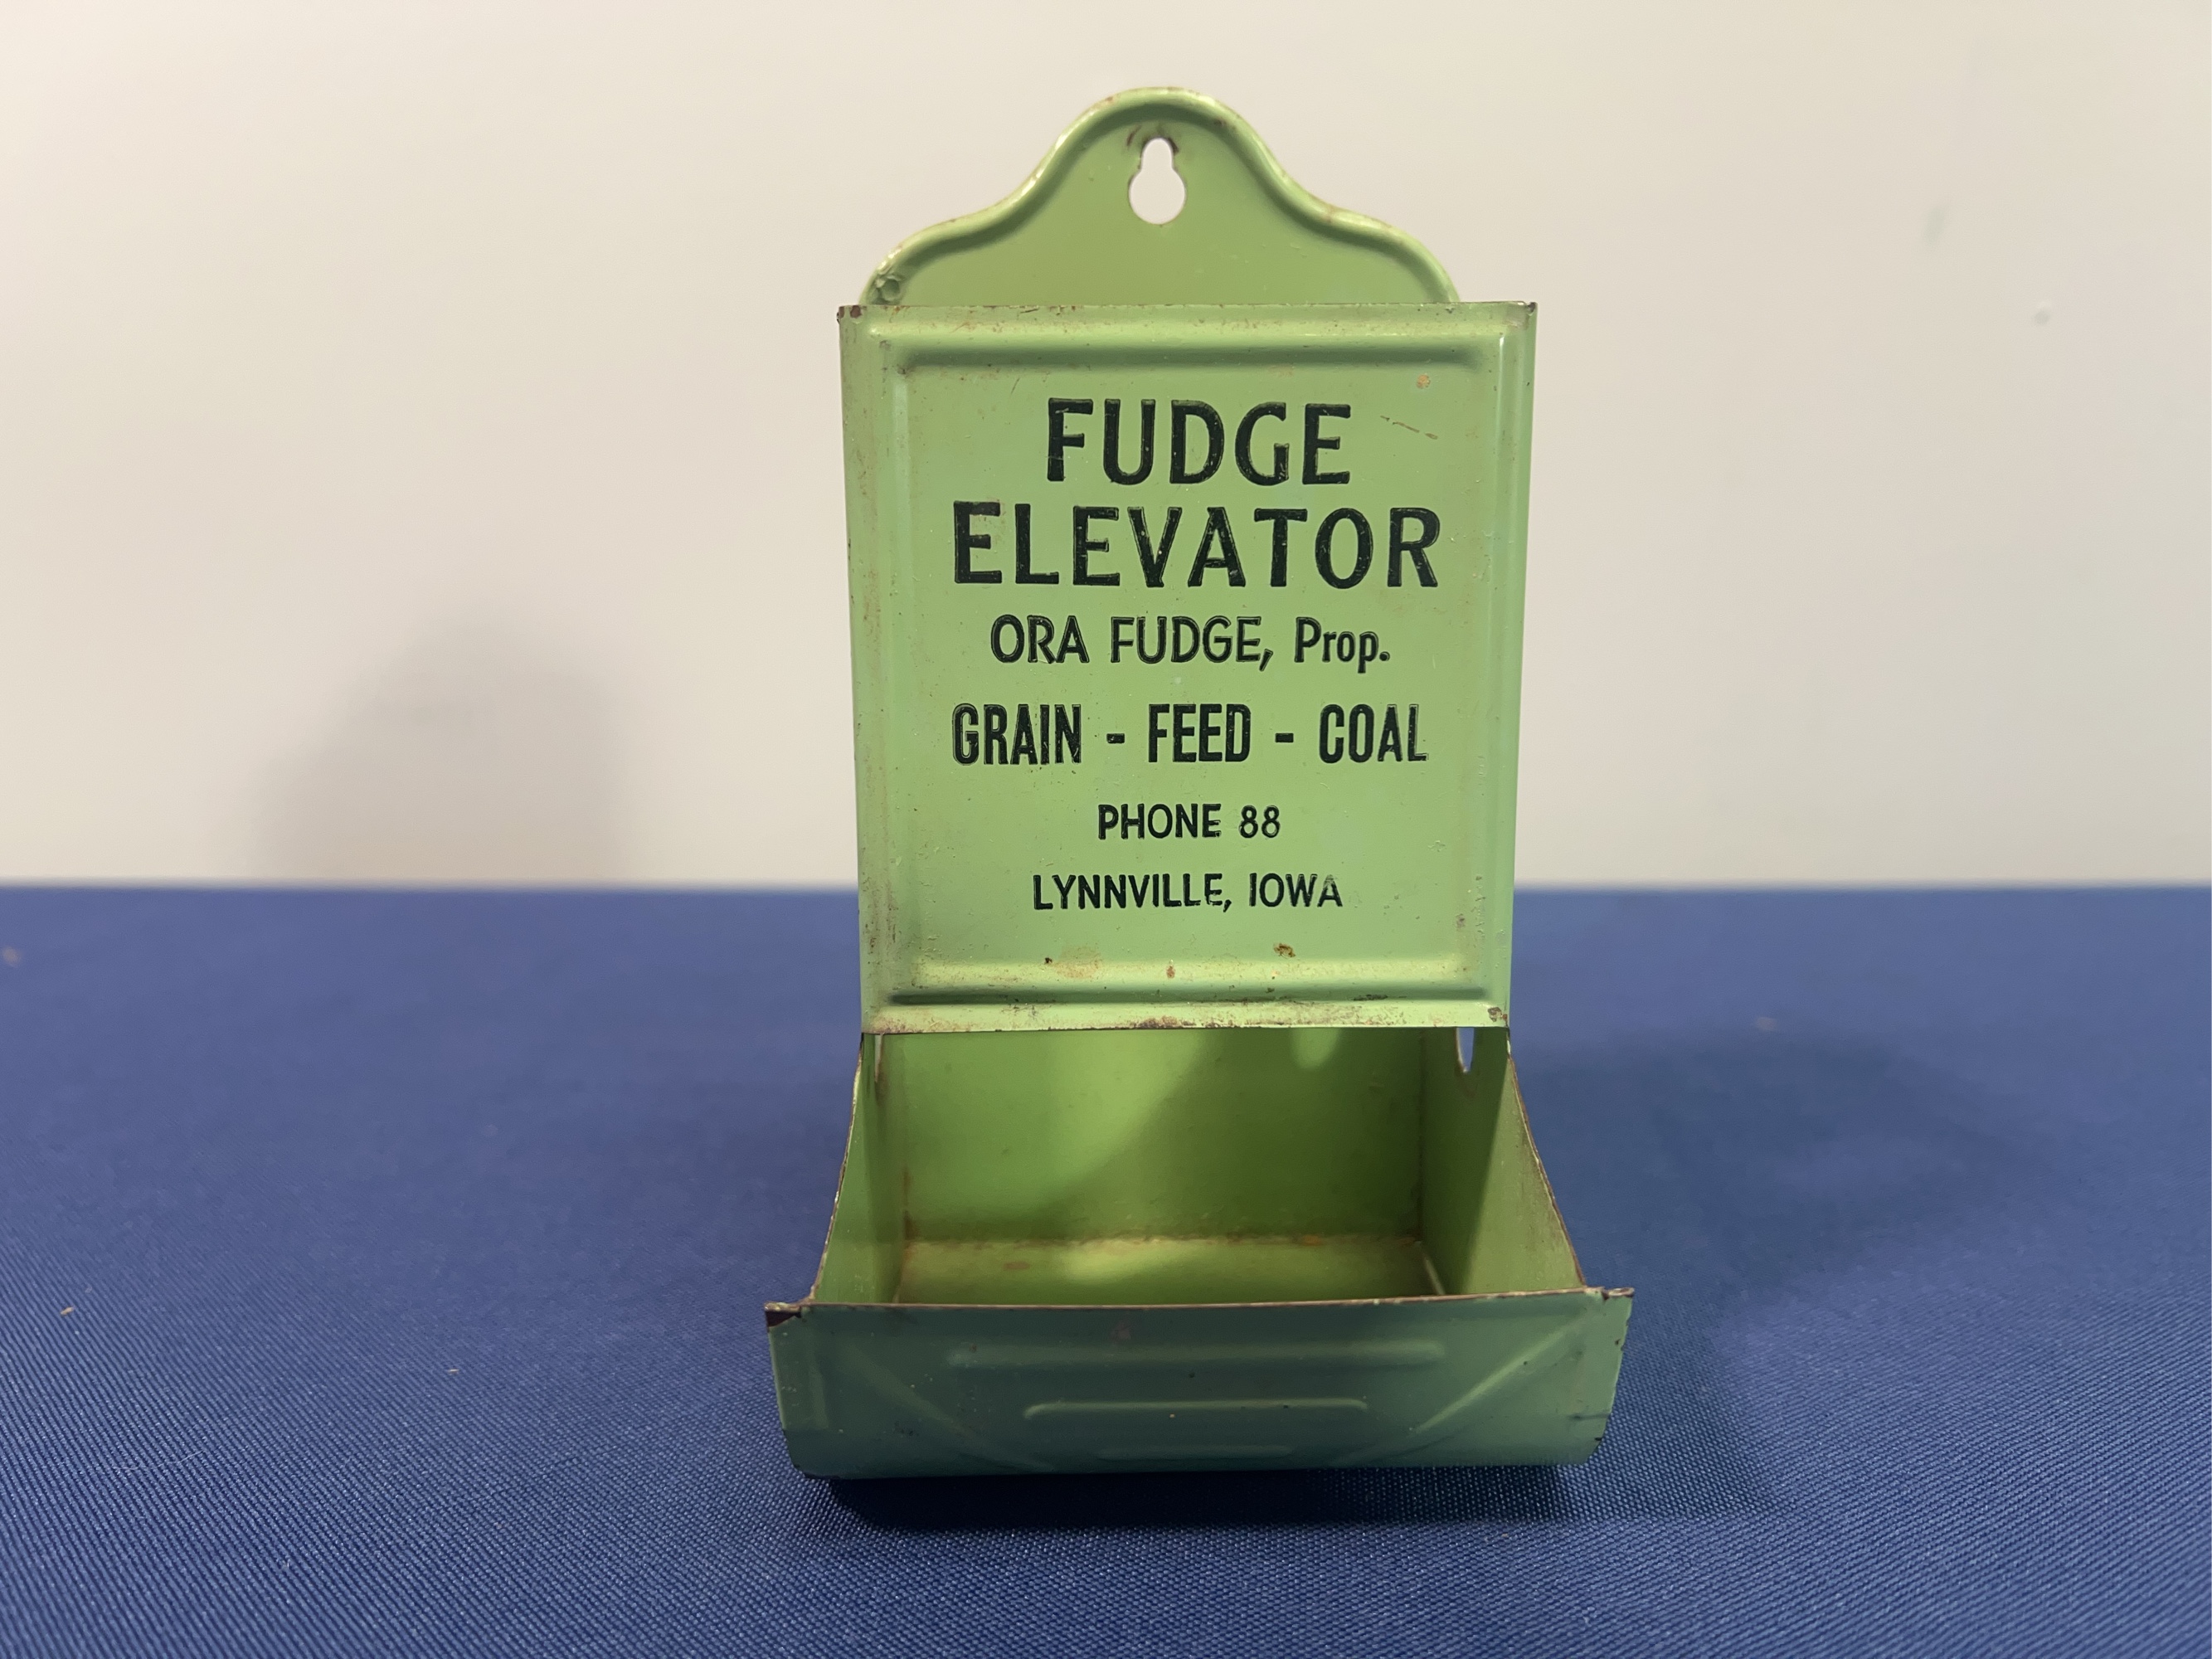 FUDGE
ELEVATOR
ORA FUDGE, Prop.
GRAIN - FEED - COAL
PHONE 88
LYNNVILLE, IOWA